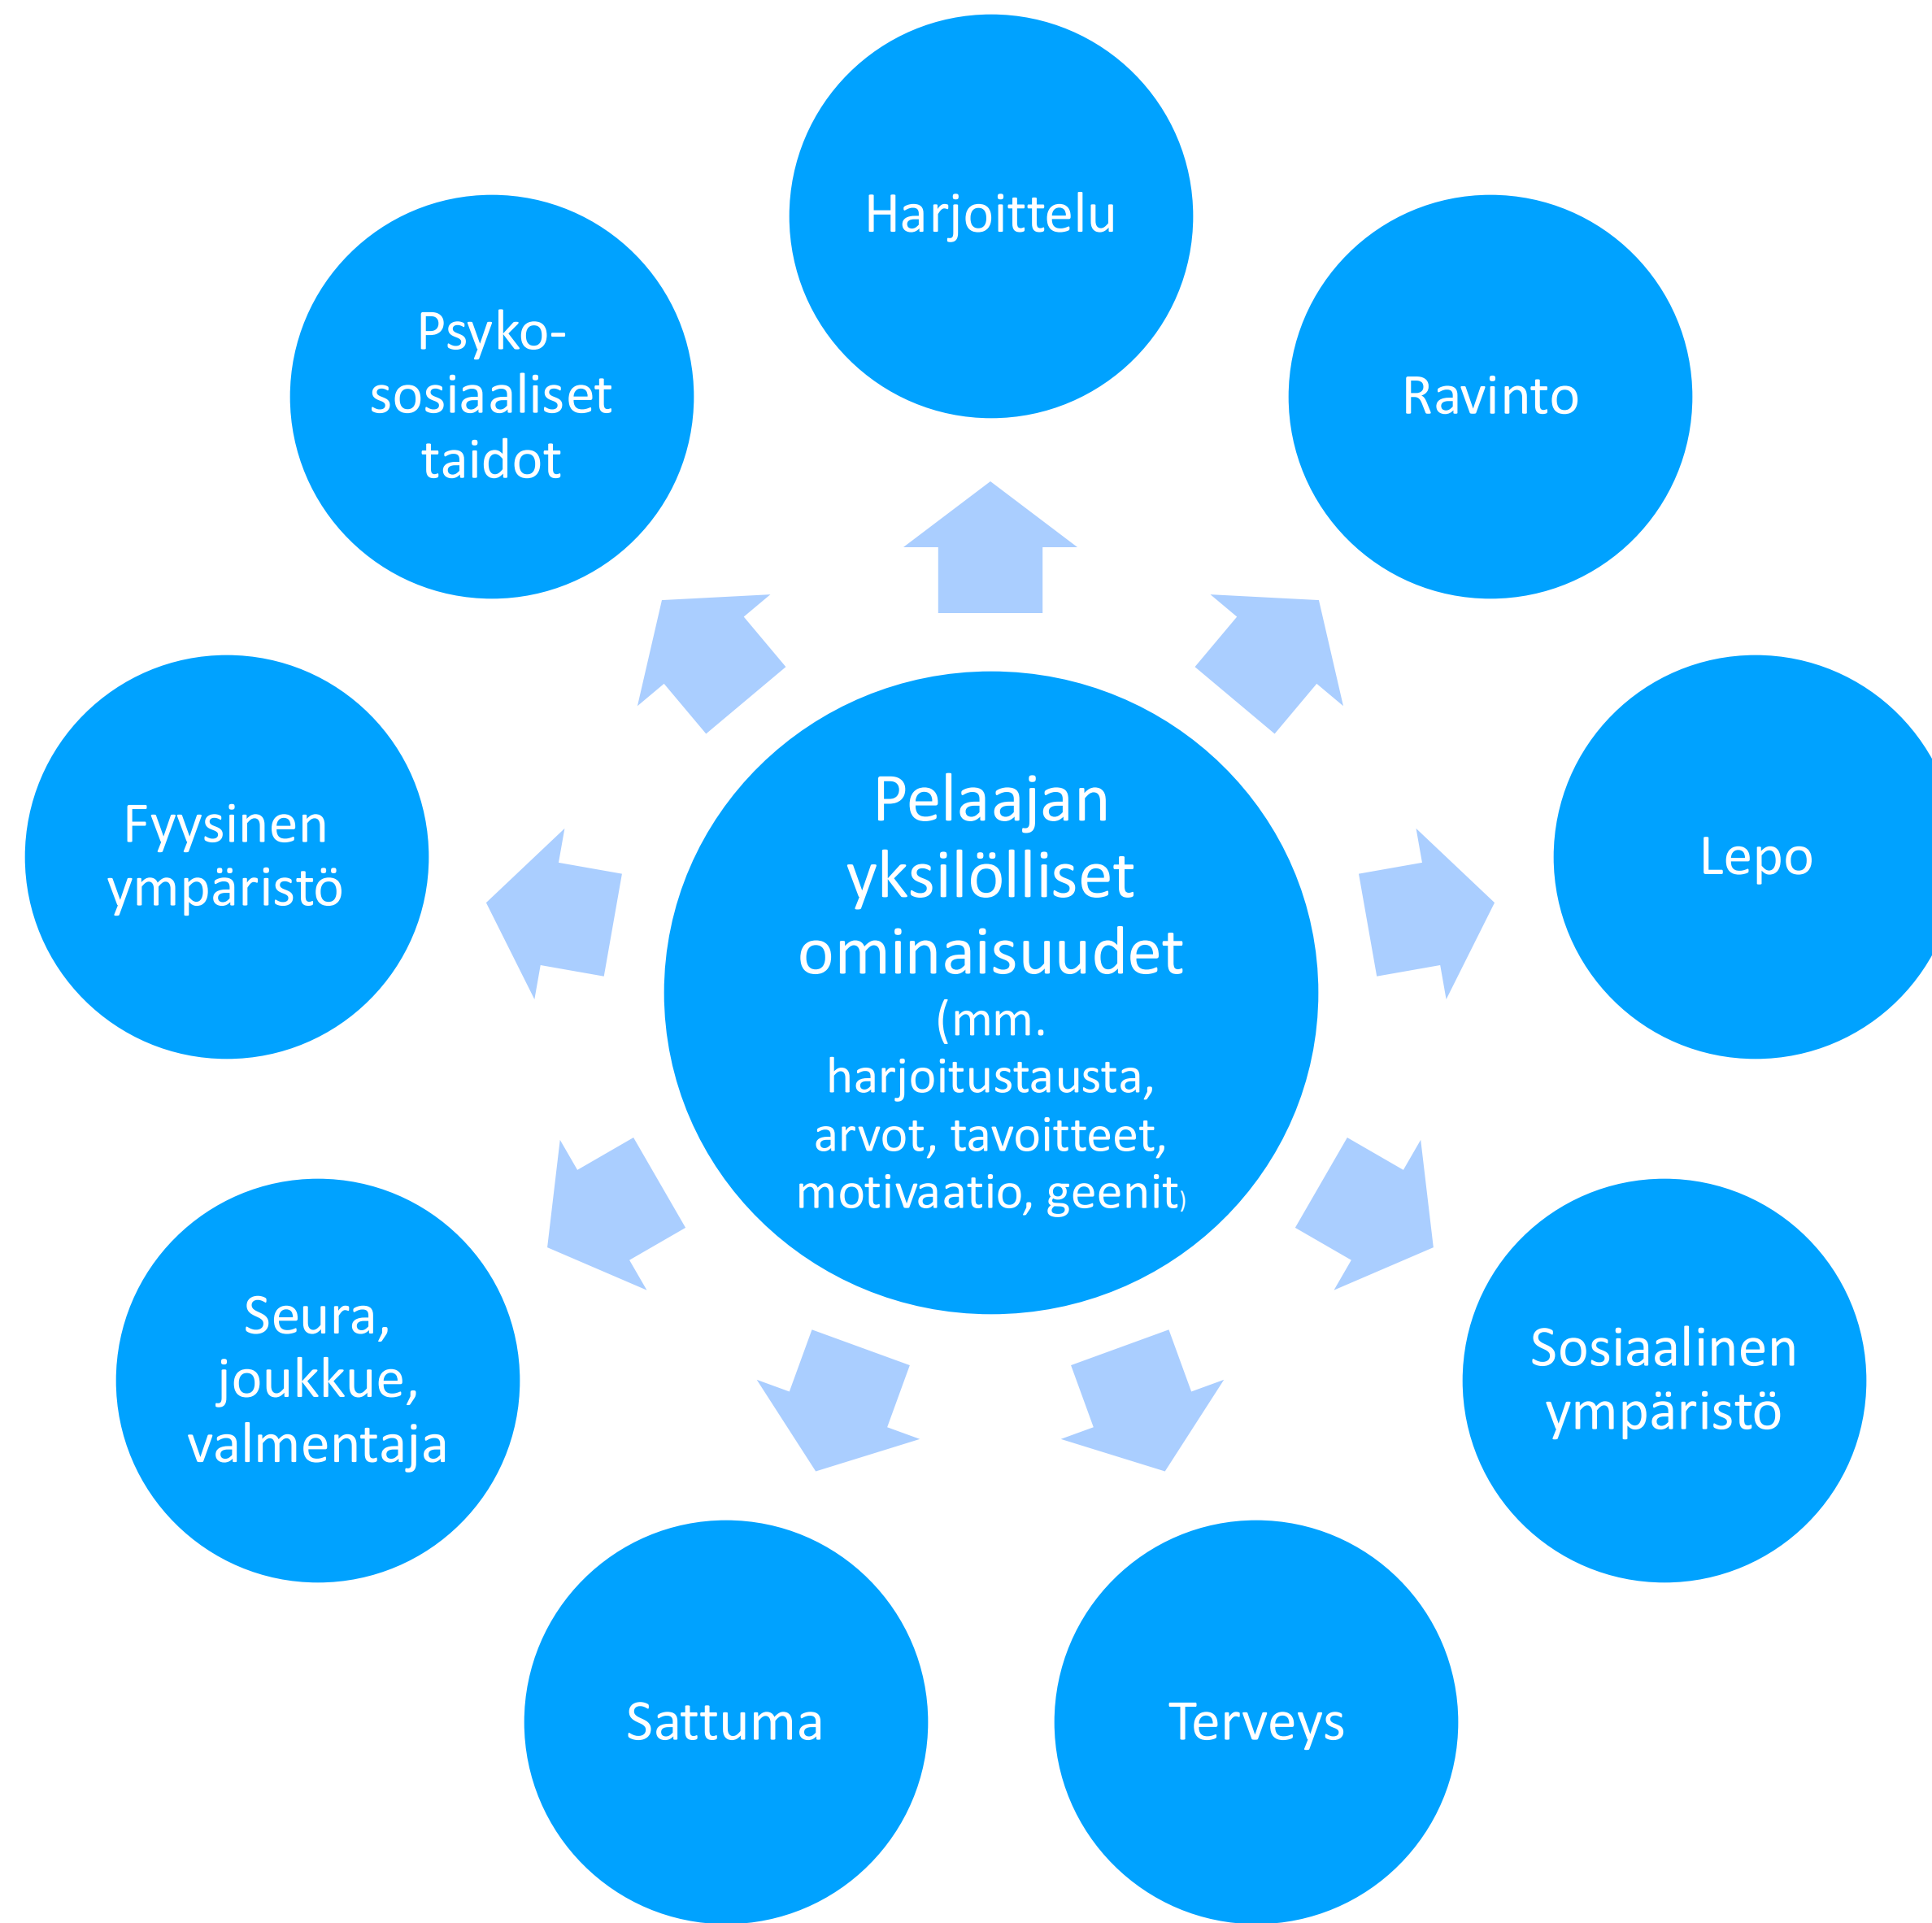 Harjoittelu
Ravinto
Lepo
Sosiaalinen
ympäristö
Terveys
Sattuma
Seura,
joukkue,
valmentaja
Fyysinen
ympäristö
Psyko-
sosiaaliset
taidot
Pelaajan
yksilölliset
ominaisuudet
(mm.
harjoitustausta,
arvot, tavoitteet,
motivaatio, geenit)